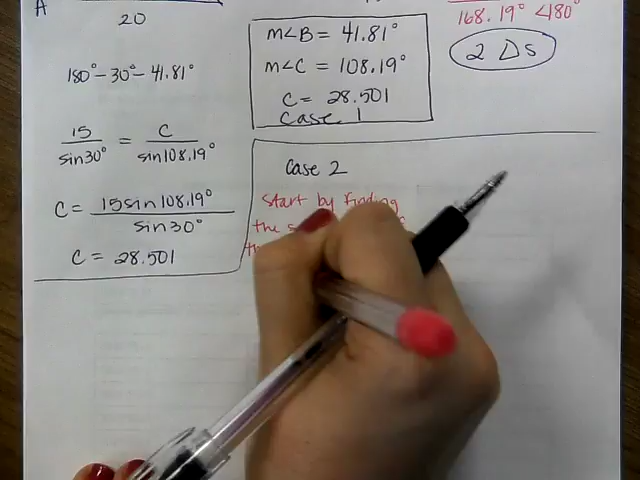 A
20
180° - 30° - 41.81°
15 / sin30° = C / sin108.19°
C = 15sin108.19° / sin30°
C = 28.501
m∠B = 41.81°
m∠C = 108.19°
C = 28.501
Case 1
168.19° < 180°
2 △s
Case 2
Start by finding
the